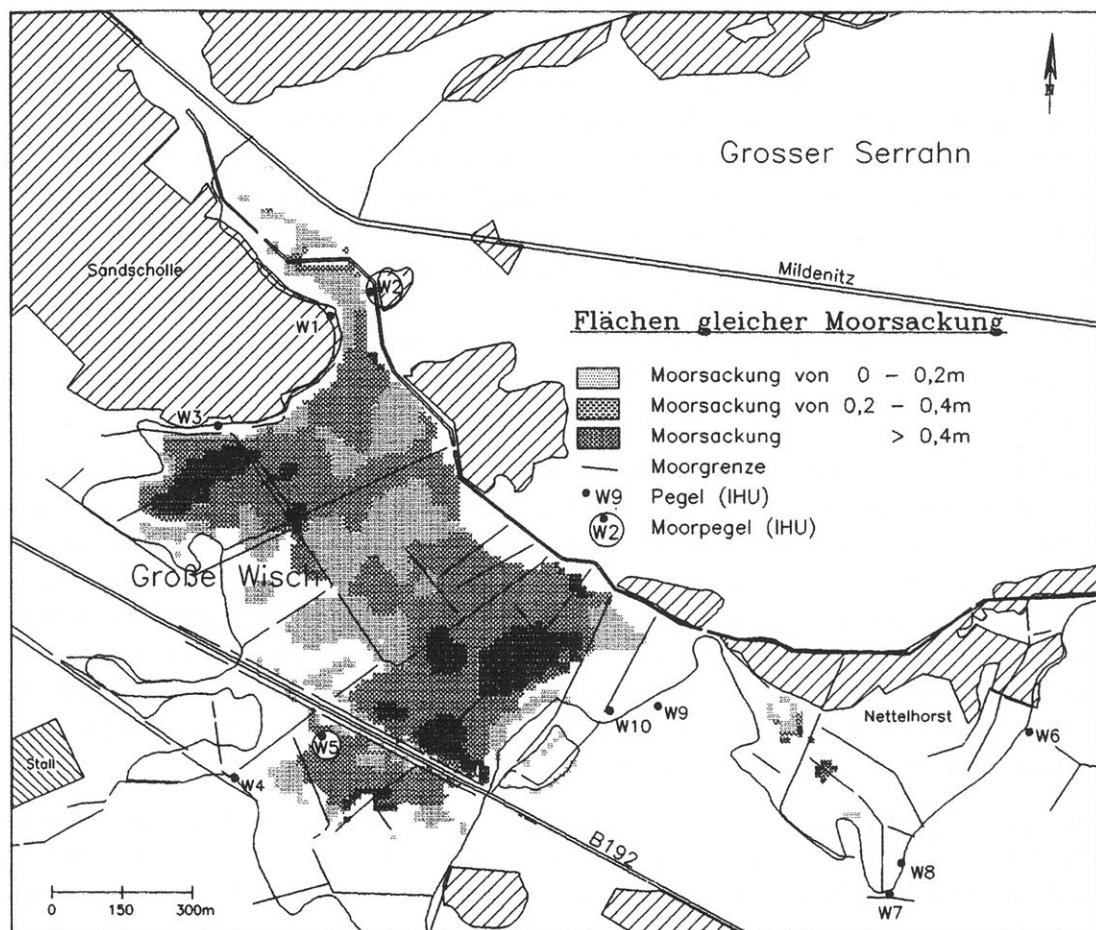 N
Grosser Serrahn
Sandscholle
Mildenitz
W2
W1
Flächen gleicher Moorsackung
Moorsackung von 0 – 0,2m
Moorsackung von 0,2 – 0,4m
Moorsackung > 0,4m
Moorgrenze
W9 Pegel (IHU)
W2 Moorpegel (IHU)
W3
Große Wisch
W10
W9
Nettelhorst
W6
W5
Stall
W4
B192
W8
W7
0 150 300m